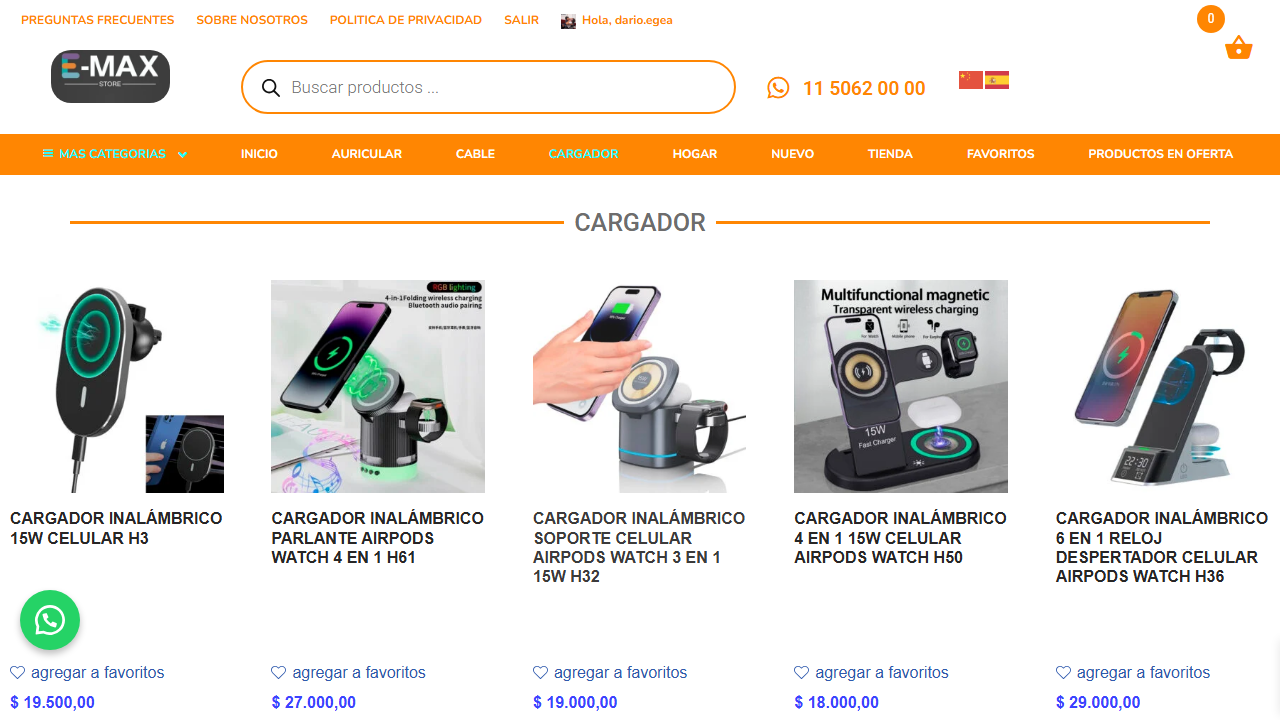 PREGUNTAS FRECUENTES SOBRE NOSOTROS POLITICA DE PRIVACIDAD SALIR Hola, dario.egea
0
E-MAX
STORE
Buscar productos ...
11 5062 00 00
MAS CATEGORIAS INICIO AURICULAR CABLE CARGADOR HOGAR NUEVO TIENDA FAVORITOS PRODUCTOS EN OFERTA
CARGADOR
RGB lighting
4-in-1Folding wireless charging
Bluetooth audio pairing
Multifunctional magnetic
Transparent wireless charging
For Watch
Mobile phone
15W
Fast Charger
22:30
CARGADOR INALÁMBRICO
15W CELULAR H3
CARGADOR INALÁMBRICO
PARLANTE AIRPODS
WATCH 4 EN 1 H61
CARGADOR INALÁMBRICO
SOPORTE CELULAR
AIRPODS WATCH 3 EN 1
15W H32
CARGADOR INALÁMBRICO
4 EN 1 15W CELULAR
AIRPODS WATCH H50
CARGADOR INALÁMBRICO
6 EN 1 RELOJ
DESPERTADOR CELULAR
AIRPODS WATCH H36
agregar a favoritos
$ 19.500,00
agregar a favoritos
$ 27.000,00
agregar a favoritos
$ 19.000,00
agregar a favoritos
$ 18.000,00
agregar a favoritos
$ 29.000,00